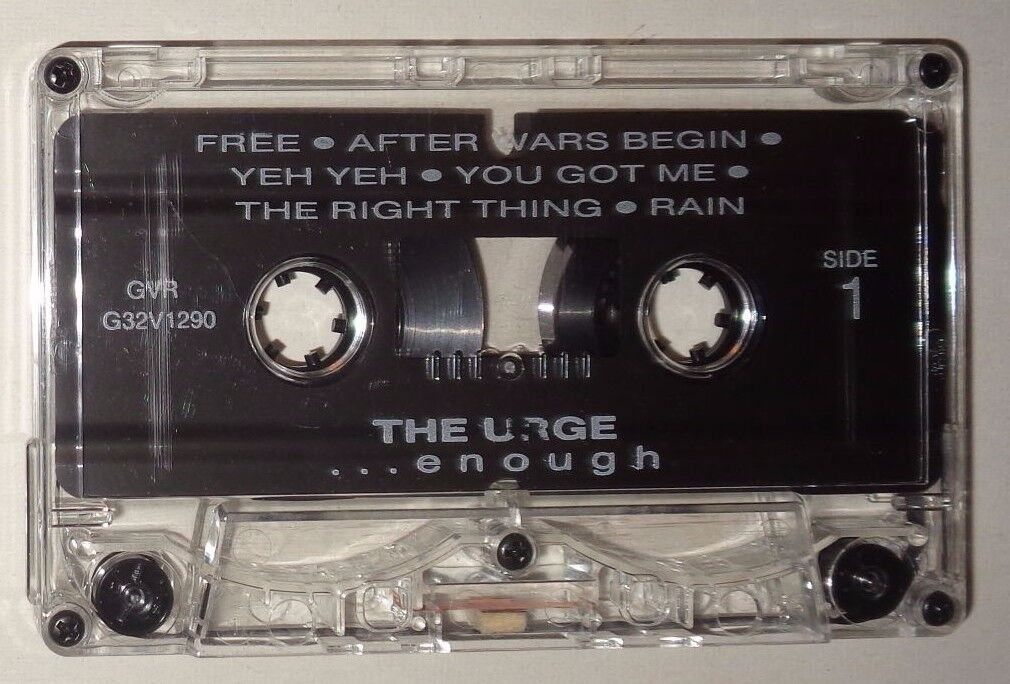 FREE • AFTER WARS BEGIN •
YEH YEH • YOU GOT ME •
THE RIGHT THING • RAIN
SIDE
1
GVR
G32V1290
THE URGE
...enough